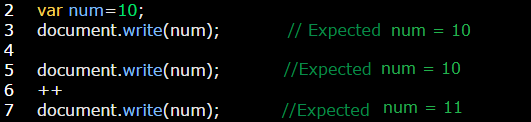 2 var num=10;
3 document.write(num); // Expected num = 10
4
5 document.write(num); //Expected num = 10
6 ++
7 document.write(num); //Expected num = 11